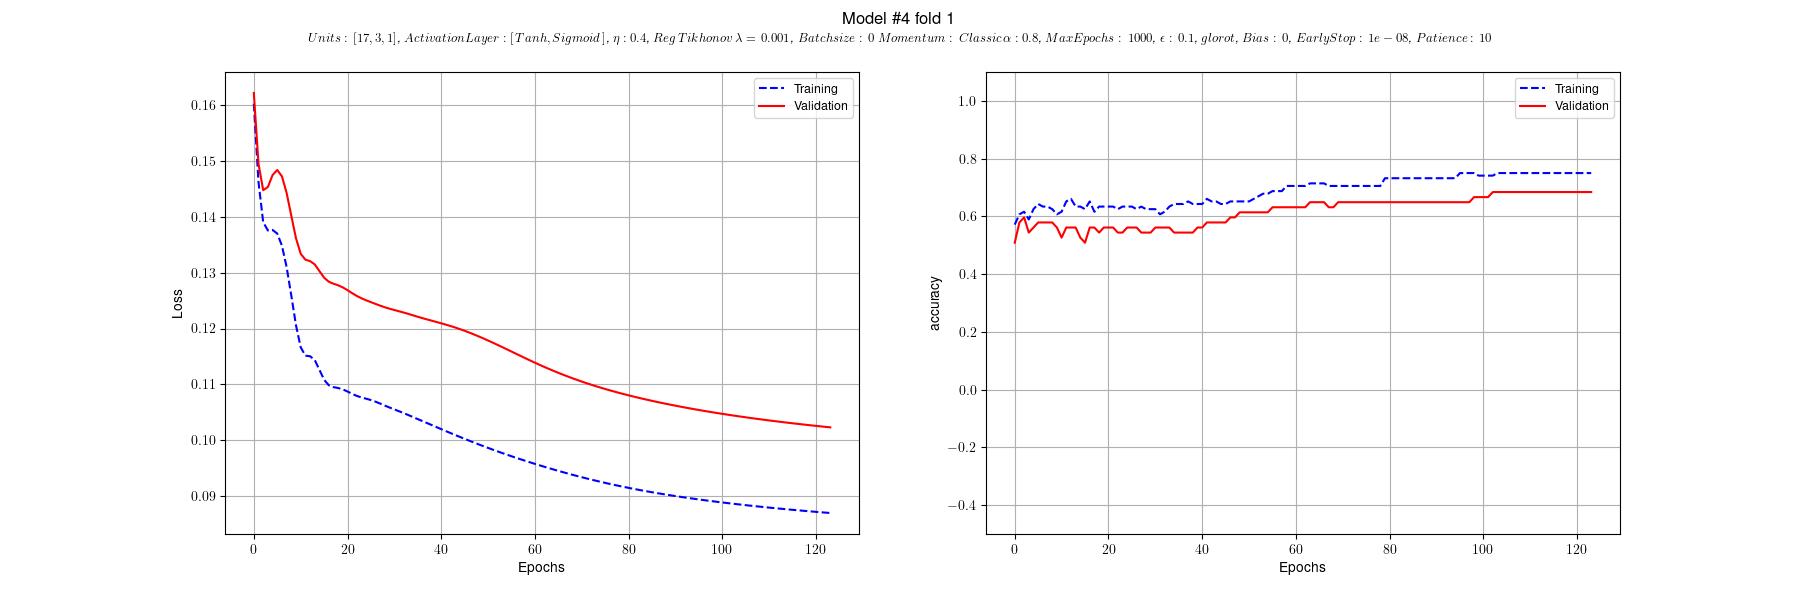 Model #4 fold 1
Units : [17, 3, 1], ActivationLayer : [Tanh, Sigmoid], η : 0.4, Reg Tikhonov λ = 0.001, Batchsize : 0 Momentum : Classic α : 0.8, MaxEpochs : 1000, ϵ : 0.1, glorot, Bias : 0, EarlyStop : 1e − 08, Patience : 10
Training
Validation
0.16
0.15
0.14
0.13
0.12
0.11
0.10
0.09
Loss
0 20 40 60 80 100 120
Epochs
Training
Validation
1.0
0.8
0.6
0.4
0.2
0.0
−0.2
−0.4
accuracy
0 20 40 60 80 100 120
Epochs